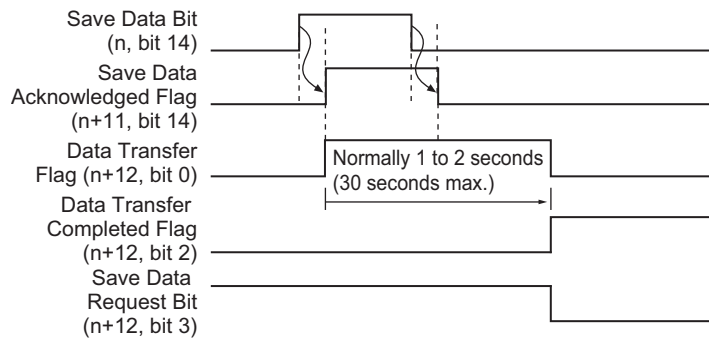 Save Data Bit
(n, bit 14)
Save Data
Acknowledged Flag
(n+11, bit 14)
Data Transfer
Flag (n+12, bit 0)
Normally 1 to 2 seconds
(30 seconds max.)
Data Transfer
Completed Flag
(n+12, bit 2)
Save Data
Request Bit
(n+12, bit 3)